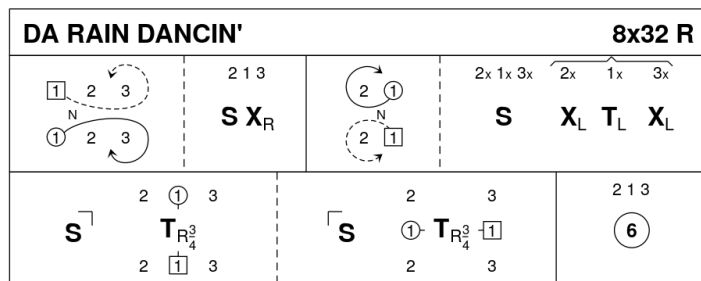 DA RAIN DANCIN' 8x32 R
1 2 3
N
1 2 3
2 1 3
S X R
2 1
N
2 1
2x 1x 3x
S
2x 1x 3x
X L T L X L
2 1 3
S T R 3/4
2 1 3
2 3
S 1 T R 3/4 1
2 3
2 1 3
6